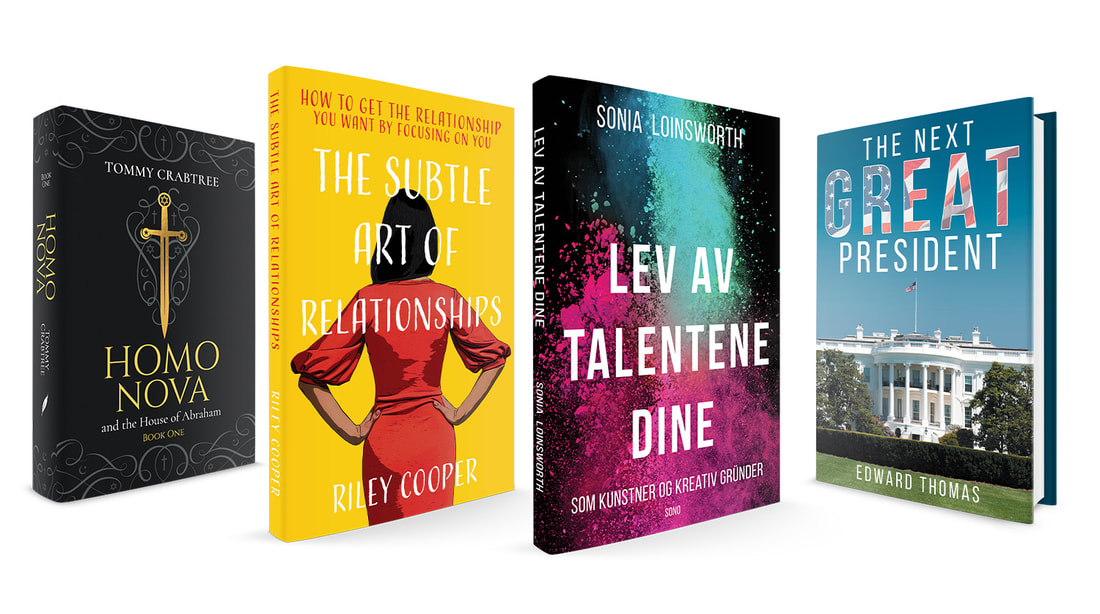 BOOK ONE
HOMO NOVA
TOMMY CRABTREE
TOMMY CRABTREE
HOMO
NOVA
and the House of Abraham
BOOK ONE
THE SUBTLE ART OF RELATIONSHIPS
RILEY COOPER
HOW TO GET THE RELATIONSHIP
YOU WANT BY FOCUSING ON YOU
THE SUBTLE
ART OF
RELATIONSHIPS
RILEY COOPER
LEV AV TALENTENE DINE
SONIA LOINSWORTH
SONIA LOINSWORTH
LEV AV
TALENTENE
DINE
SOM KUNSTNER OG KREATIV GRÜNDER
SONO
THE NEXT
GREAT
PRESIDENT
EDWARD THOMAS